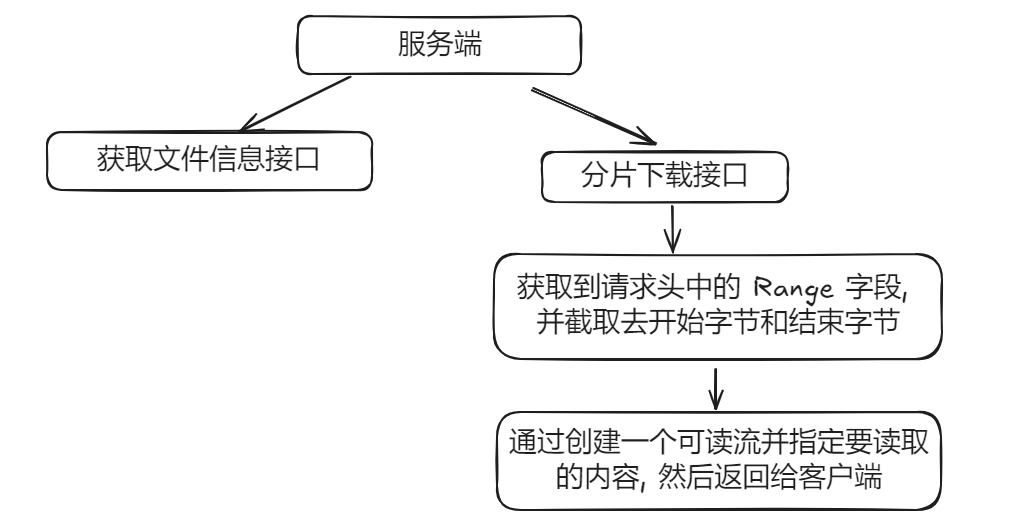 服务端
获取文件信息接口
分片下载接口
获取到请求头中的 Range 字段,
并截取去开始字节和结束字节
通过创建一个可读流并指定要读取
的内容, 然后返回给客户端